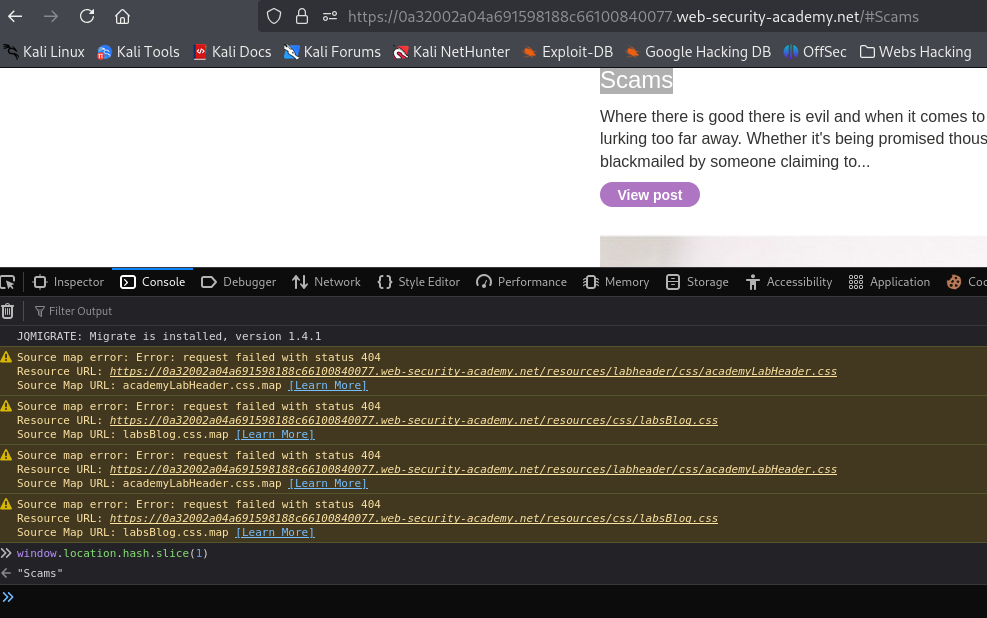 https://0a32002a04a691598188c66100840077.web-security-academy.net/#Scams
Kali Linux Kali Tools Kali Docs Kali Forums Kali NetHunter Exploit-DB Google Hacking DB OffSec Webs Hacking
Scams
Where there is good there is evil and when it comes to
lurking too far away. Whether it's being promised thous
blackmailed by someone claiming to...
View post
Inspector Console Debugger Network Style Editor Performance Memory Storage Accessibility Application Coo
Filter Output
JQMIGRATE: Migrate is installed, version 1.4.1
Source map error: Error: request failed with status 404
Resource URL: https://0a32002a04a691598188c66100840077.web-security-academy.net/resources/labheader/css/academyLabHeader.css
Source Map URL: academyLabHeader.css.map [Learn More]
Source map error: Error: request failed with status 404
Resource URL: https://0a32002a04a691598188c66100840077.web-security-academy.net/resources/css/labsBlog.css
Source Map URL: labsBlog.css.map [Learn More]
Source map error: Error: request failed with status 404
Resource URL: https://0a32002a04a691598188c66100840077.web-security-academy.net/resources/labheader/css/academyLabHeader.css
Source Map URL: academyLabHeader.css.map [Learn More]
Source map error: Error: request failed with status 404
Resource URL: https://0a32002a04a691598188c66100840077.web-security-academy.net/resources/css/labsBlog.css
Source Map URL: labsBlog.css.map [Learn More]
window.location.hash.slice(1)
"Scams"